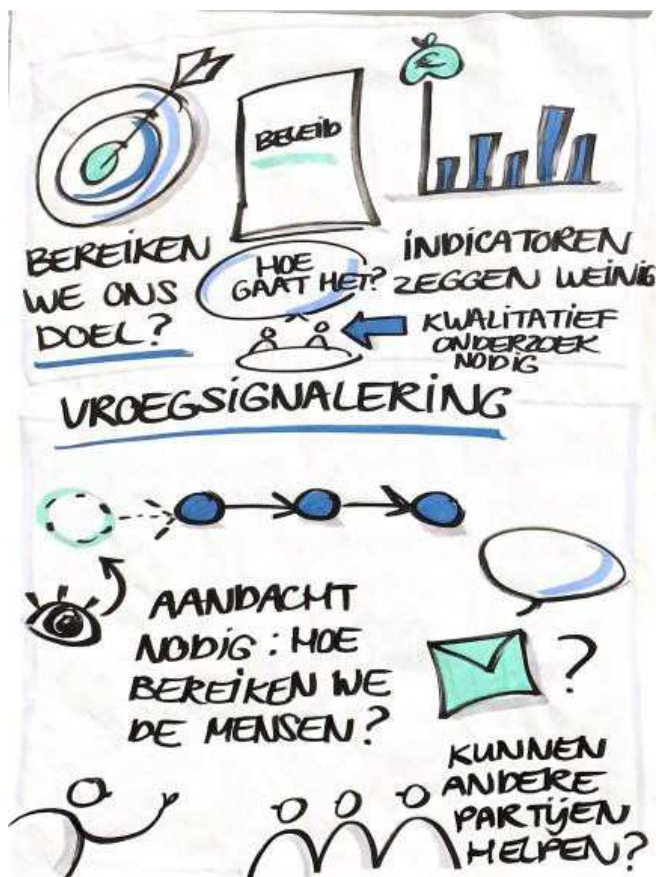 €
BELEID
BEREIKEN
WE ONS
DOEL?
HOE
GAAT HET?
INDICATOREN
ZEGGEN WEINIG
KWALITATIEF
ONDERZOEK
NODIG
VROEGSIGNALERING
AANDACHT
NODIG: HOE
BEREIKEN WE
DE MENSEN?
?
KUNNEN
ANDERE
PARTIJEN
HELPEN?